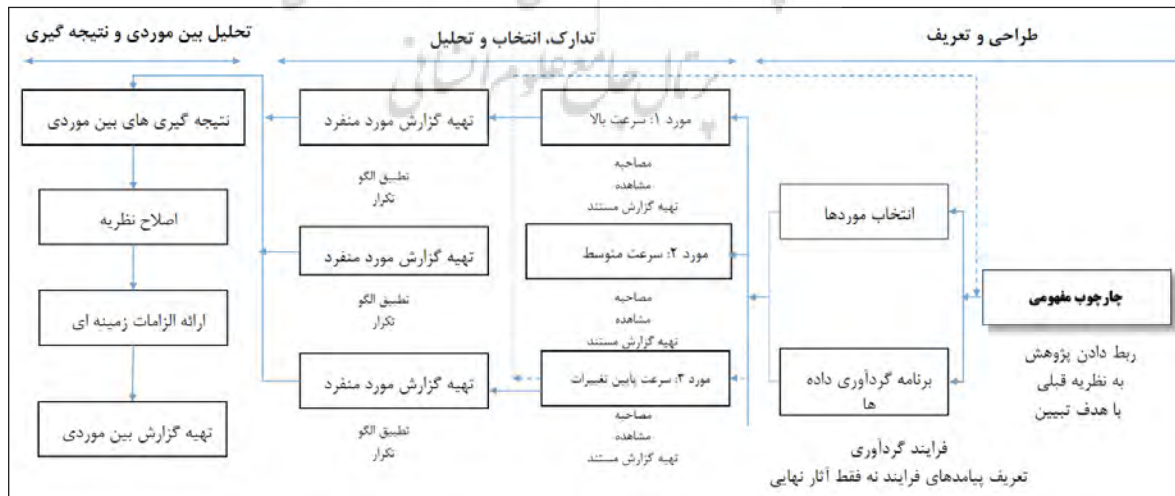 طراحی و تعریف
تدارک، انتخاب و تحلیل
تحلیل بین موردی و نتیجه گیری
پرتال جامع علوم انسانی
چارچوب مفهومی
ربط دادن پژوهش
به نظریه قبلی
با هدف تبیین
انتخاب موردها
برنامه گردآوری داده
ها
فرایند گردآوری
تعریف پیامدهای فرایند نه فقط آثار نهایی
مورد ۱: سرعت بالا
مصاحبه
مشاهده
تهیه گزارش مستند
مورد ۲: سرعت متوسط
مصاحبه
مشاهده
تهیه گزارش مستند
مورد ۳: سرعت پایین تغییرات
مصاحبه
مشاهده
تهیه گزارش مستند
تهیه گزارش مورد منفرد
تطبیق الگو
تکرار
تهیه گزارش مورد منفرد
تطبیق الگو
تکرار
تهیه گزارش مورد منفرد
تطبیق الگو
تکرار
نتیجه گیری های بین موردی
اصلاح نظریه
ارائه الزامات زمینه ای
تهیه گزارش بین موردی